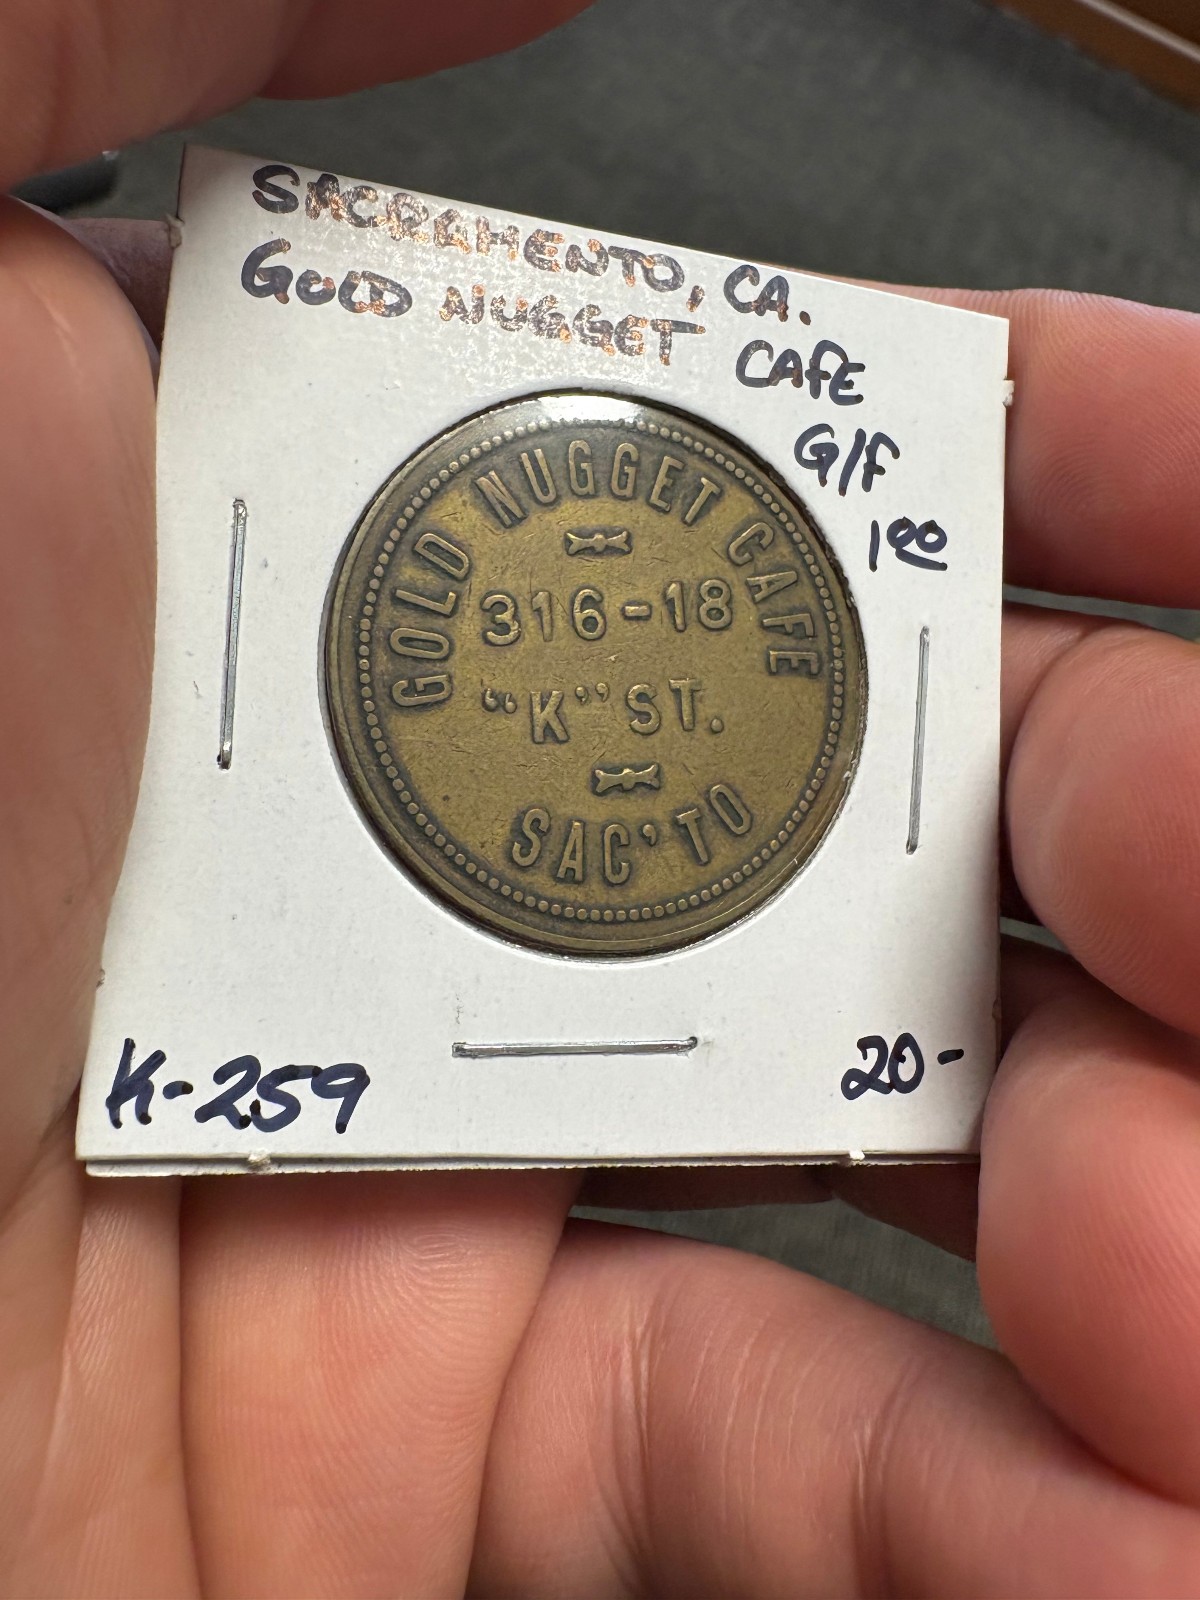 SACRAMENTO, CA.
GOLD NUGGET CAFE
G/F
1００
GOLD NUGGET CAFE
316-18
"K" ST.
SAC'TO
K-259
20-